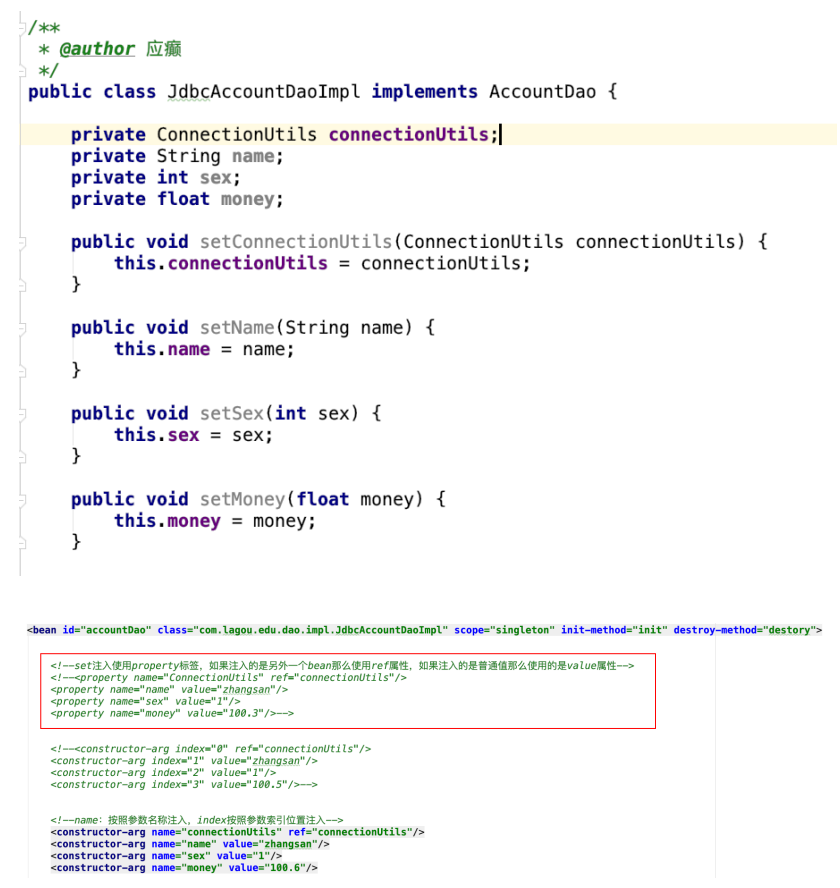 /**
 * @author 应癫
 */
public class JdbcAccountDaoImpl implements AccountDao {
    private ConnectionUtils connectionUtils;
    private String name;
    private int sex;
    private float money;
    public void setConnectionUtils(ConnectionUtils connectionUtils) {
        this.connectionUtils = connectionUtils;
    }
    public void setName(String name) {
        this.name = name;
    }
    public void setSex(int sex) {
        this.sex = sex;
    }
    public void setMoney(float money) {
        this.money = money;
    }
<bean id="accountDao" class="com.lagou.edu.dao.impl.JdbcAccountDaoImpl" scope="singleton" init-method="init" destroy-method="destory">
    <!--set注入使用property标签，如果注入的是另外一个bean那么使用ref属性，如果注入的是普通值那么使用的是value属性-->
    <!--<property name="ConnectionUtils" ref="connectionUtils"/>
    <property name="name" value="zhangsan"/>
    <property name="sex" value="1"/>
    <property name="money" value="100.3"/>-->
    <!--<constructor-arg index="0" ref="connectionUtils"/>
    <constructor-arg index="1" value="zhangsan"/>
    <constructor-arg index="2" value="1"/>
    <constructor-arg index="3" value="100.5"/>-->
    <!--name：按照参数名称注入，index按照参数索引位置注入-->
    <constructor-arg name="connectionUtils" ref="connectionUtils"/>
    <constructor-arg name="name" value="zhangsan"/>
    <constructor-arg name="sex" value="1"/>
    <constructor-arg name="money" value="100.6"/>